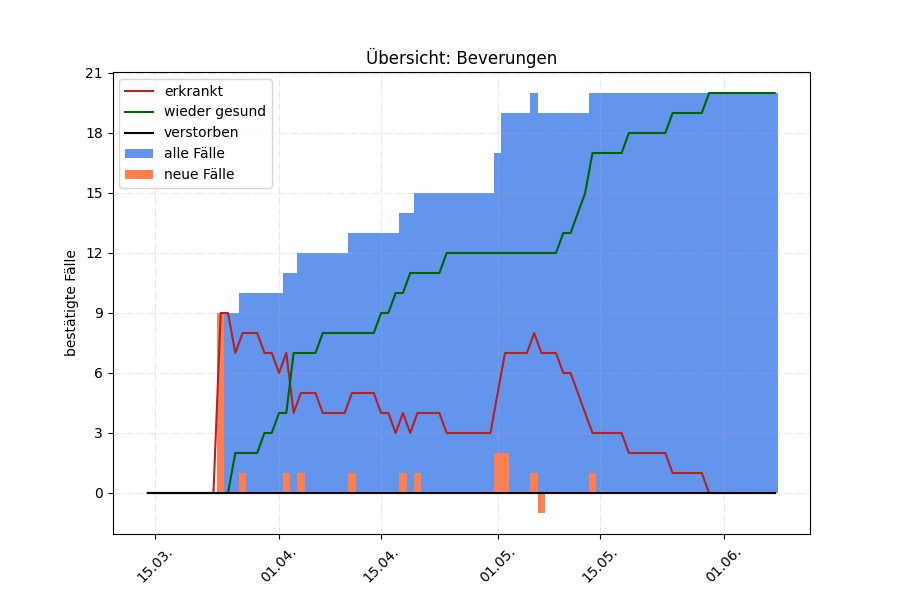 Übersicht: Beverungen
erkrankt
wieder gesund
verstorben
alle Fälle
neue Fälle
bestätigte Fälle
21
18
15
12
9
6
3
0
15.03.
01.04.
15.04.
01.05.
15.05.
01.06.